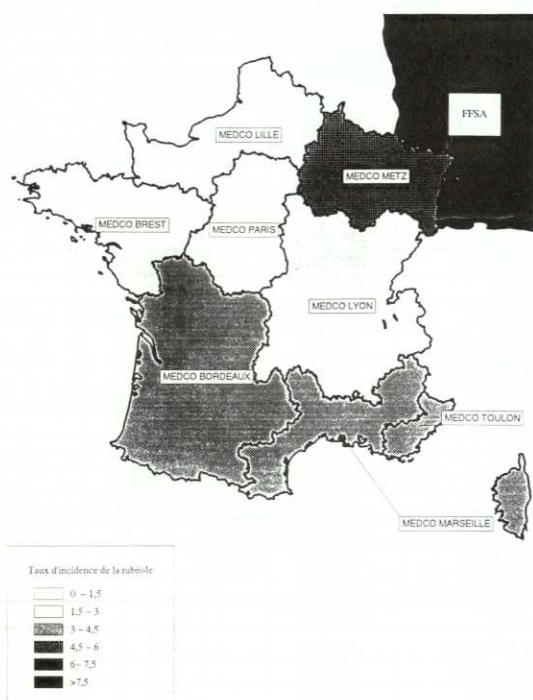 FFSA
MEDCO LILLE
MEDCO METZ
MEDCO BREST
MEDCO PARIS
MEDCO LYON
MEDCO BORDEAUX
MEDCO TOULON
MEDCO MARSEILLE
Taux d'incidence de la rubéole
0 – 1,5
1,5 – 3
3 – 4,5
4,5 – 6
6– 7,5
>7,5